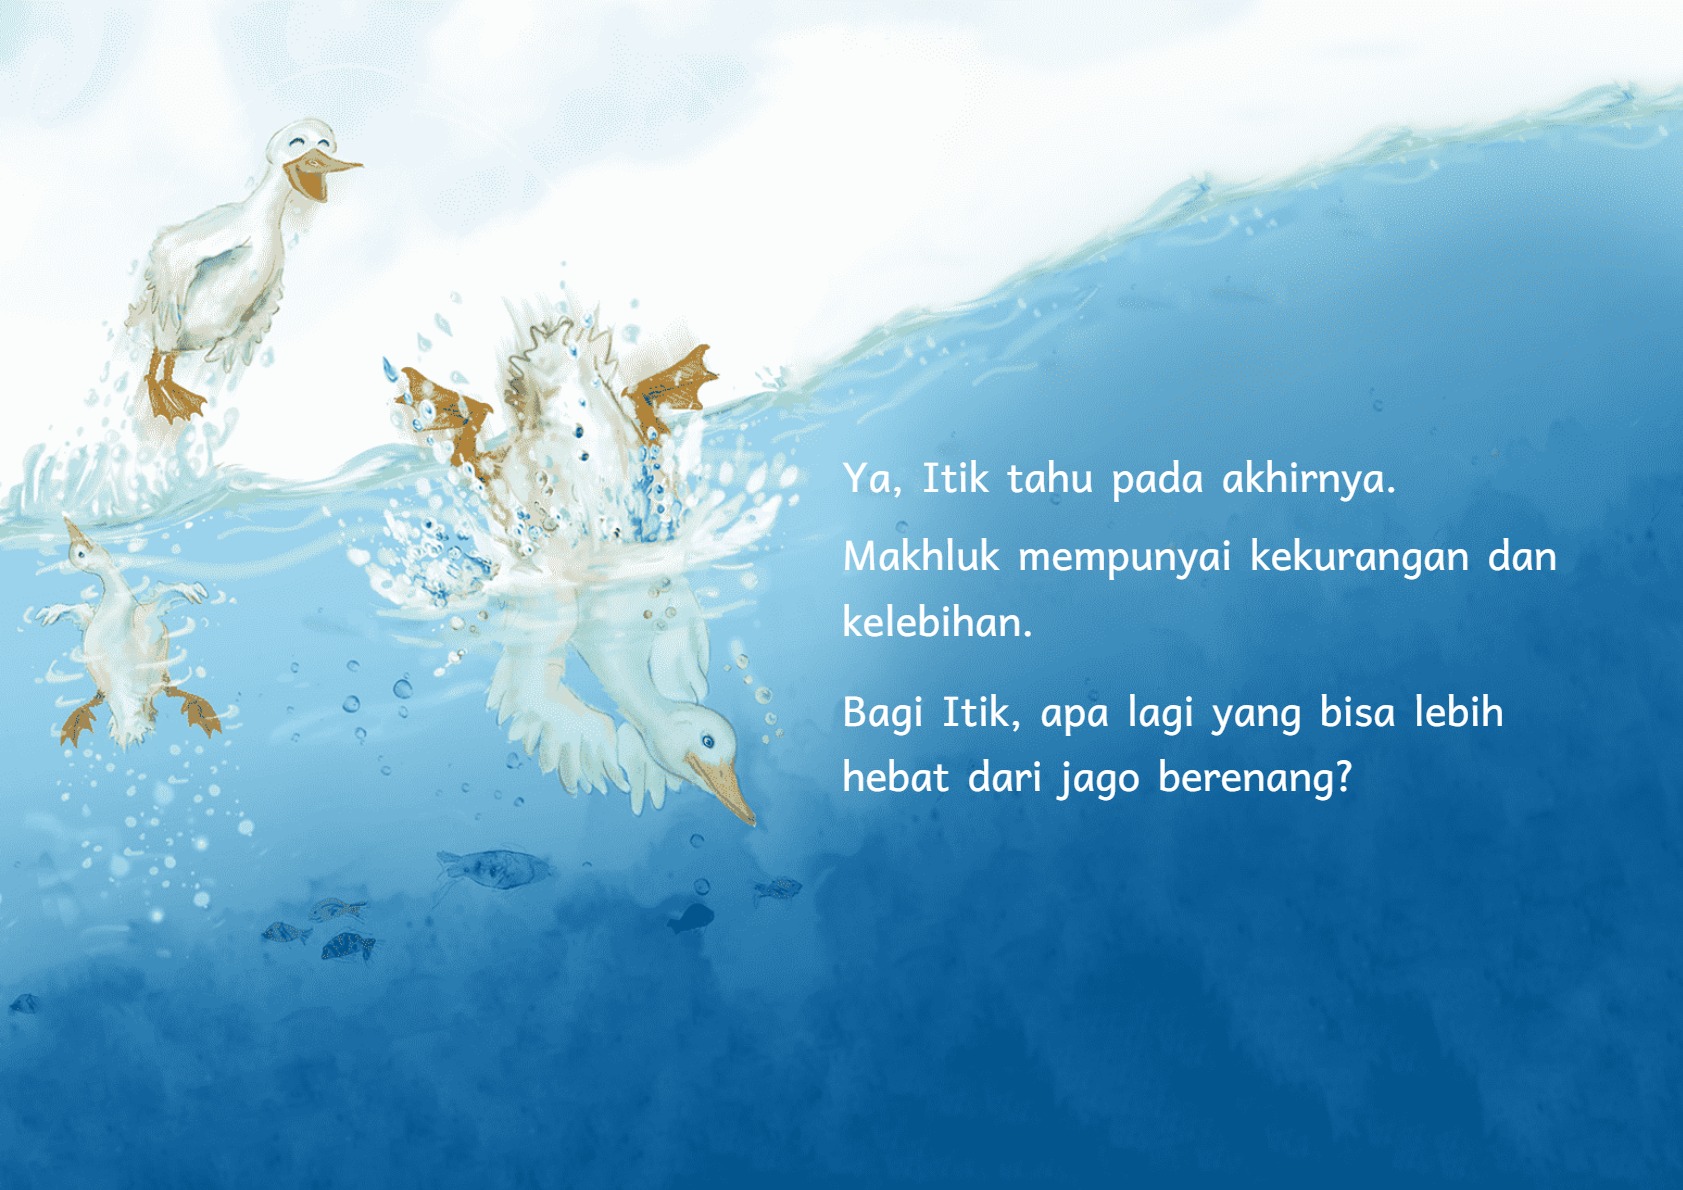 Ya, Itik tahu pada akhirnya.
Makhluk mempunyai kekurangan dan
kelebihan.
Bagi Itik, apa lagi yang bisa lebih
hebat dari jago berenang?